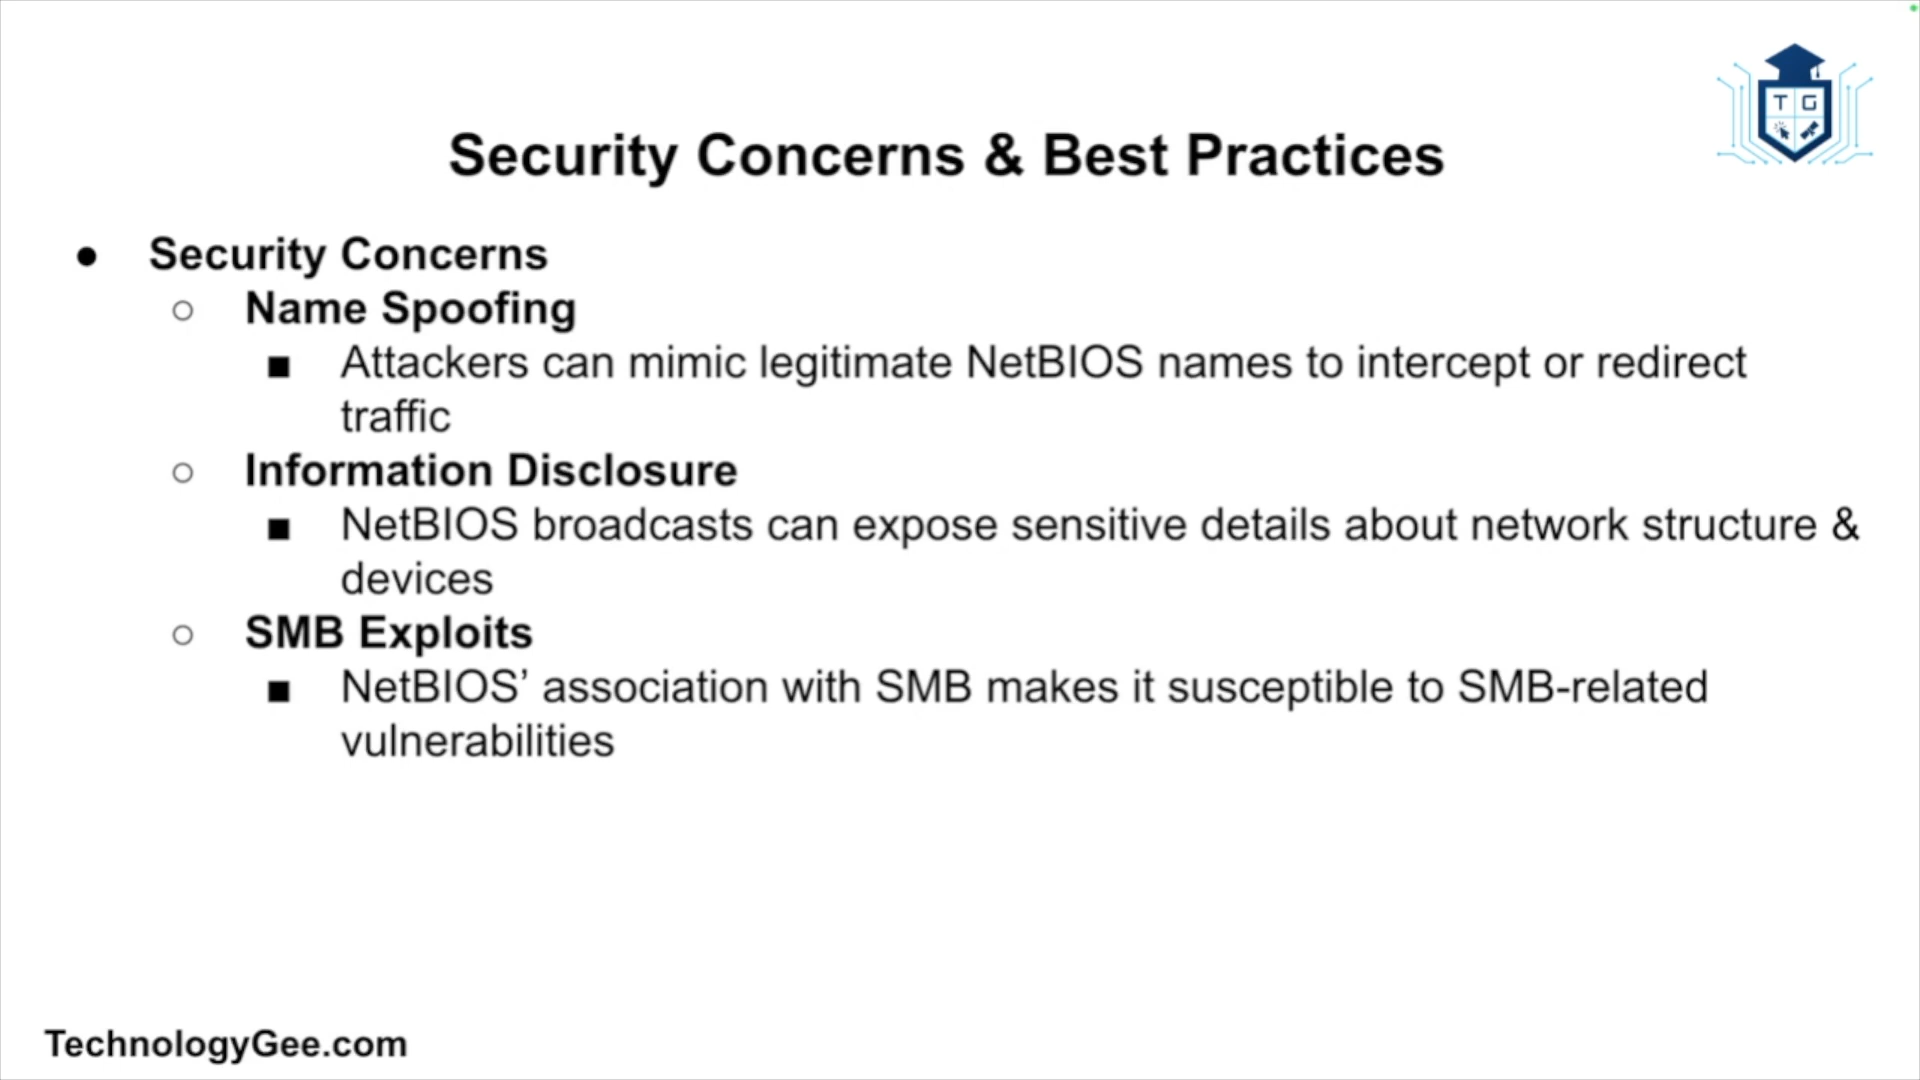 T G
Security Concerns & Best Practices
● Security Concerns
○ Name Spoofing
■ Attackers can mimic legitimate NetBIOS names to intercept or redirect
traffic
○ Information Disclosure
■ NetBIOS broadcasts can expose sensitive details about network structure &
devices
○ SMB Exploits
■ NetBIOS’ association with SMB makes it susceptible to SMB-related
vulnerabilities
TechnologyGee.com